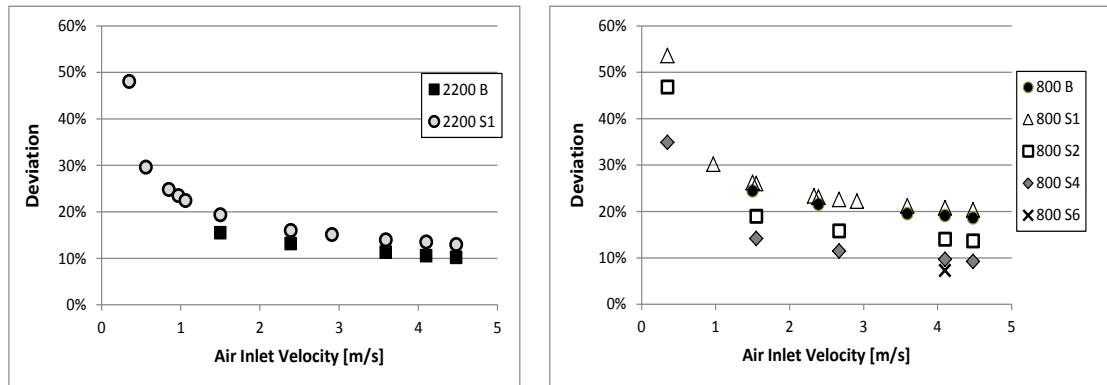 60%
50%
40%
30%
20%
10%
0%
Deviation
0 1 2 3 4 5
Air Inlet Velocity [m/s]
2200 B
2200 S1
60%
50%
40%
30%
20%
10%
0%
Deviation
0 1 2 3 4 5
Air Inlet Velocity [m/s]
800 B
800 S1
800 S2
800 S4
800 S6